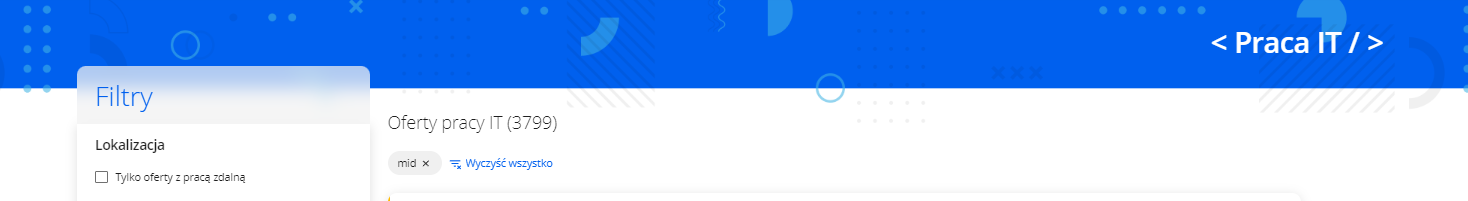 < Praca IT / >
Filtry
Lokalizacja
Tylko oferty z pracą zdalną
Oferty pracy IT (3799)
mid ×
Wyczyść wszystko